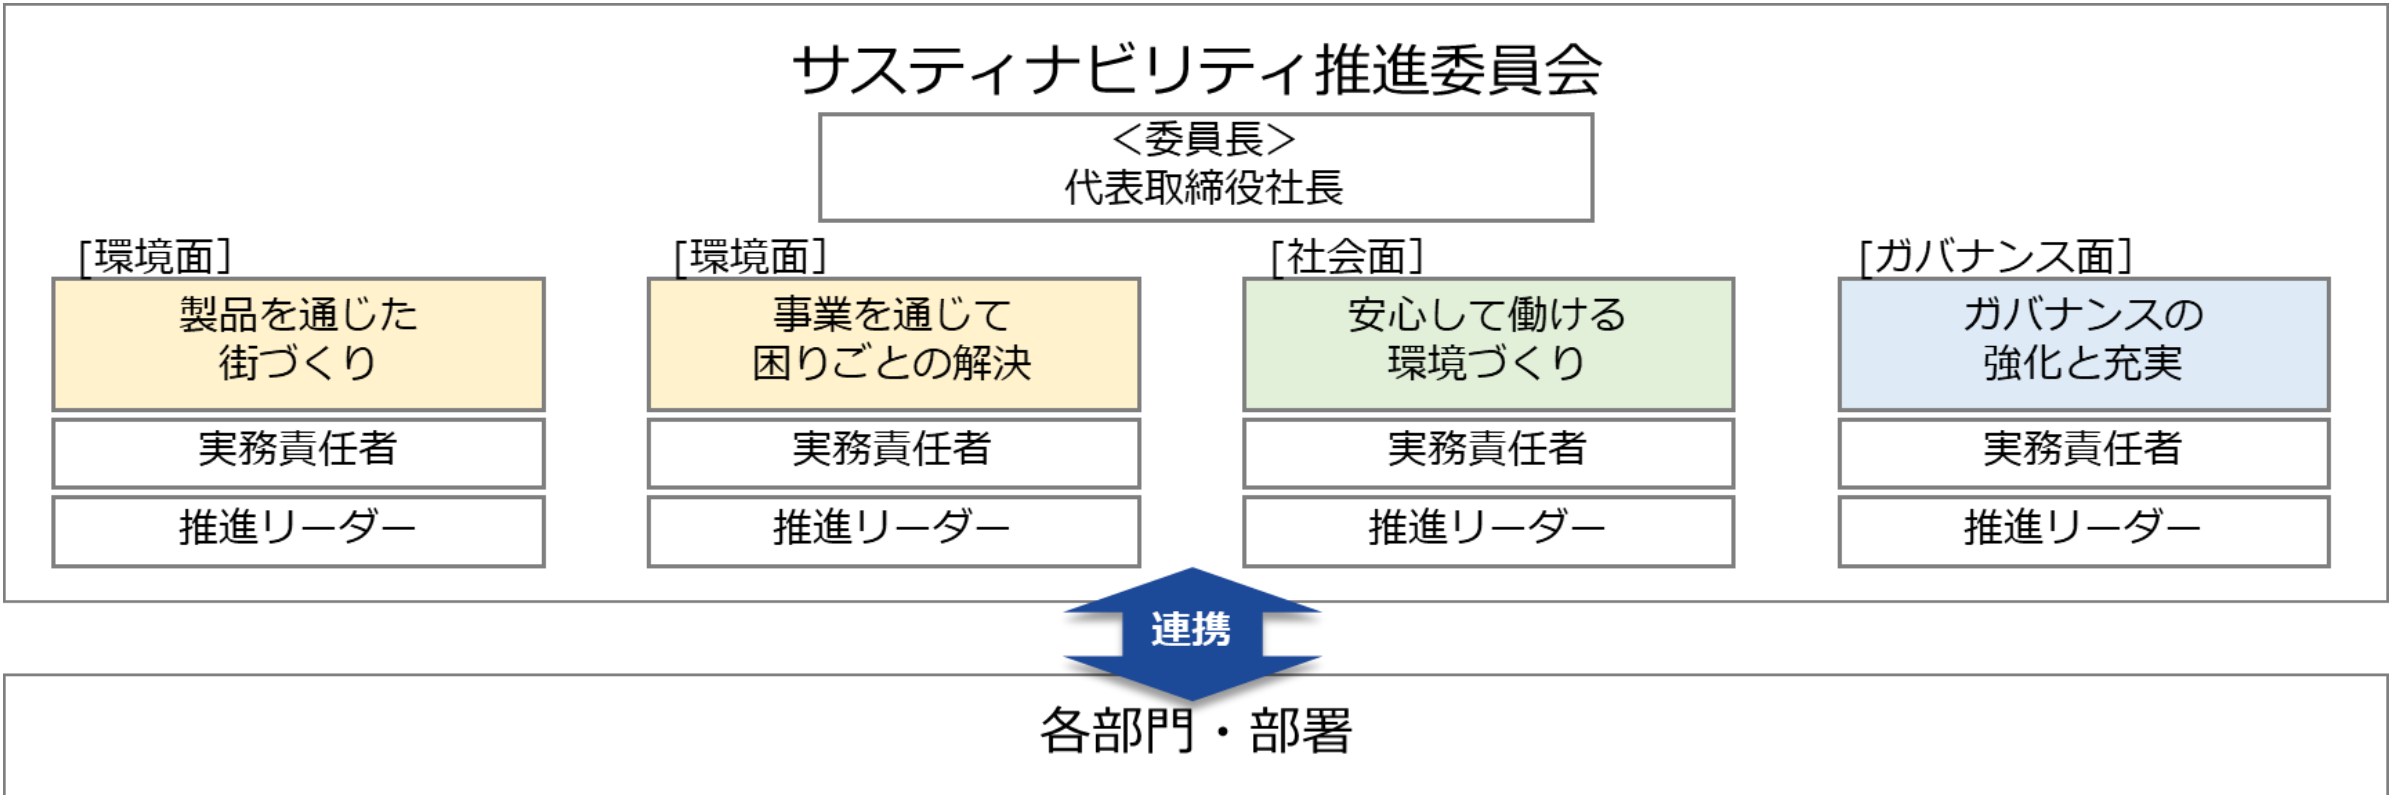 サスティナビリティ推進委員会
＜委員長＞
代表取締役社長
[環境面]
製品を通じた
街づくり
実務責任者
推進リーダー
[環境面]
事業を通じて
困りごとの解決
実務責任者
推進リーダー
[社会面]
安心して働ける
環境づくり
実務責任者
推進リーダー
[ガバナンス面]
ガバナンスの
強化と充実
実務責任者
推進リーダー
連携
各部門・部署